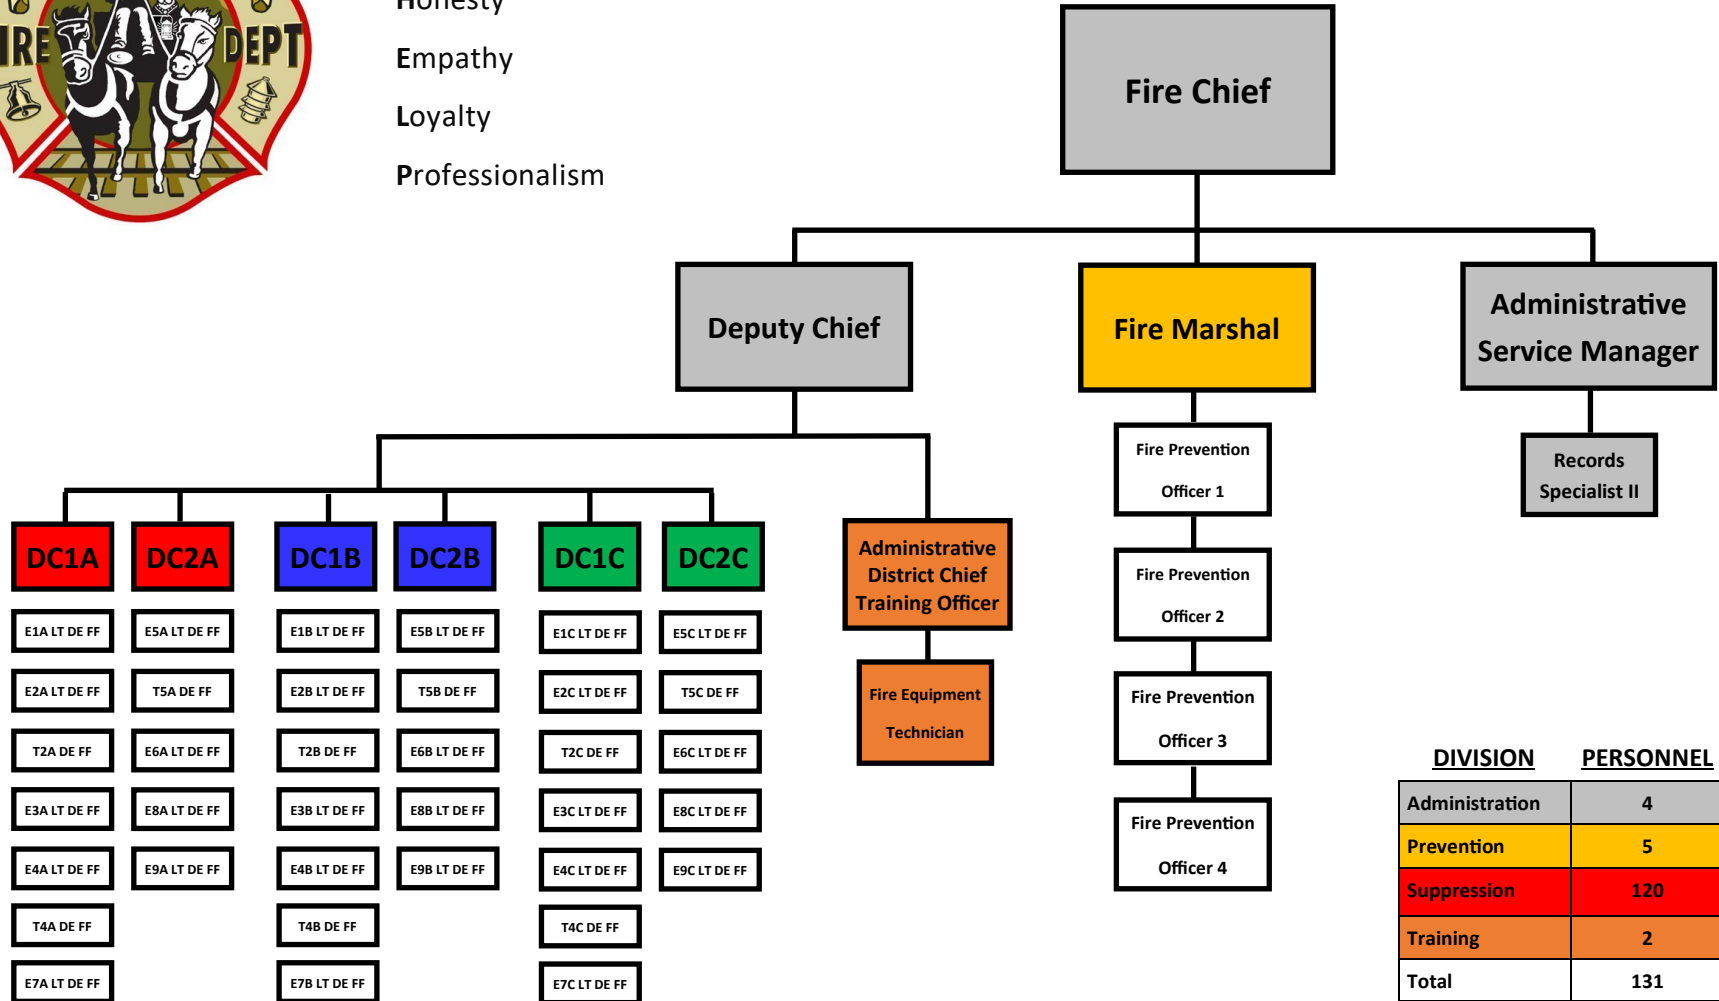 IRE
DEPT
Honesty
Empathy
Loyalty
Professionalism
Fire Chief
Deputy Chief
Fire Marshal
Administrative
Service Manager
Fire Prevention
Officer 1
Fire Prevention
Officer 2
Fire Prevention
Officer 3
Fire Prevention
Officer 4
Records
Specialist II
DC1A
DC2A
DC1B
DC2B
DC1C
DC2C
Administrative
District Chief
Training Officer
Fire Equipment
Technician
E1A LT DE FF
E2A LT DE FF
T2A DE FF
E3A LT DE FF
E4A LT DE FF
T4A DE FF
E7A LT DE FF
E5A LT DE FF
T5A DE FF
E6A LT DE FF
E8A LT DE FF
E9A LT DE FF
E1B LT DE FF
E2B LT DE FF
T2B DE FF
E3B LT DE FF
E4B LT DE FF
T4B DE FF
E7B LT DE FF
E5B LT DE FF
T5B DE FF
E6B LT DE FF
E8B LT DE FF
E9B LT DE FF
E1C LT DE FF
E2C LT DE FF
T2C DE FF
E3C LT DE FF
E4C LT DE FF
T4C DE FF
E7C LT DE FF
E5C LT DE FF
T5C DE FF
E6C LT DE FF
E8C LT DE FF
E9C LT DE FF
DIVISION PERSONNEL
Administration 4
Prevention 5
Suppression 120
Training 2
Total 131